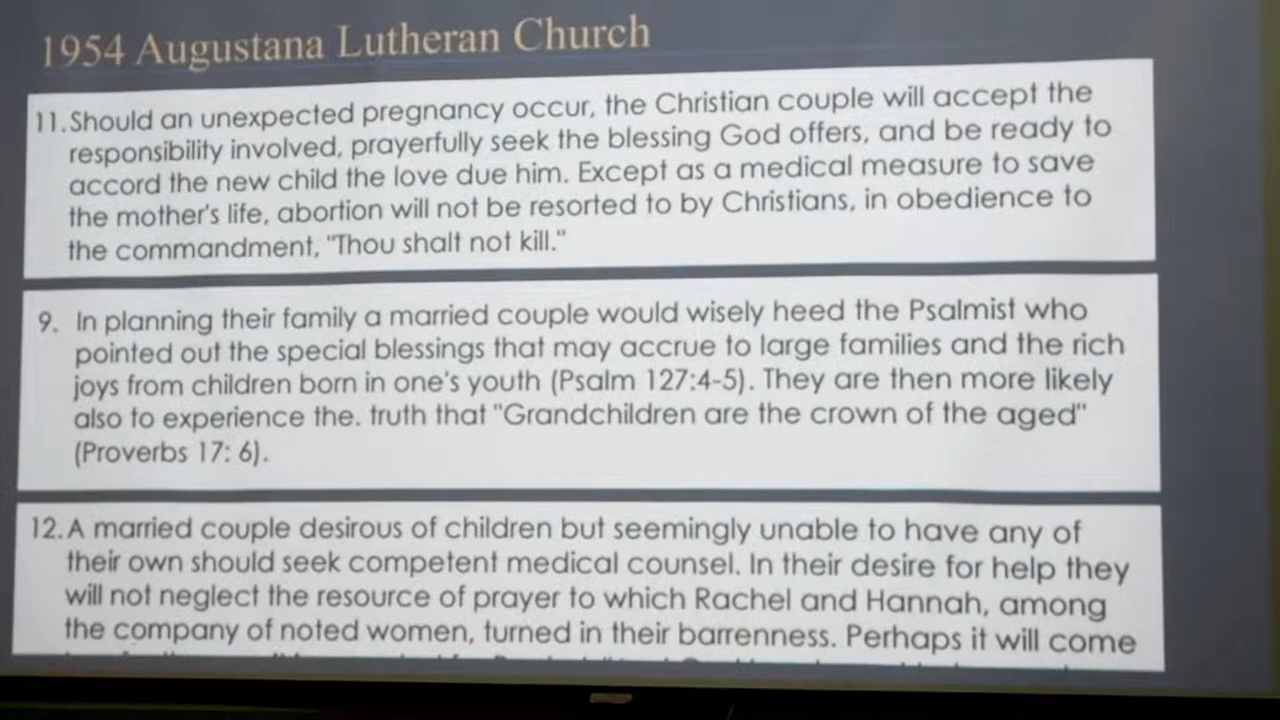 1954 Augustana Lutheran Church
11. Should an unexpected pregnancy occur, the Christian couple will accept the
responsibility involved, prayerfully seek the blessing God offers, and be ready to
accord the new child the love due him. Except as a medical measure to save
the mother's life, abortion will not be resorted to by Christians, in obedience to
the commandment, "Thou shalt not kill."
9. In planning their family a married couple would wisely heed the Psalmist who
pointed out the special blessings that may accrue to large families and the rich
joys from children born in one's youth (Psalm 127:4-5). They are then more likely
also to experience the. truth that "Grandchildren are the crown of the aged"
(Proverbs 17: 6).
12. A married couple desirous of children but seemingly unable to have any of
their own should seek competent medical counsel. In their desire for help they
will not neglect the resource of prayer to which Rachel and Hannah, among
the company of noted women, turned in their barrenness. Perhaps it will come